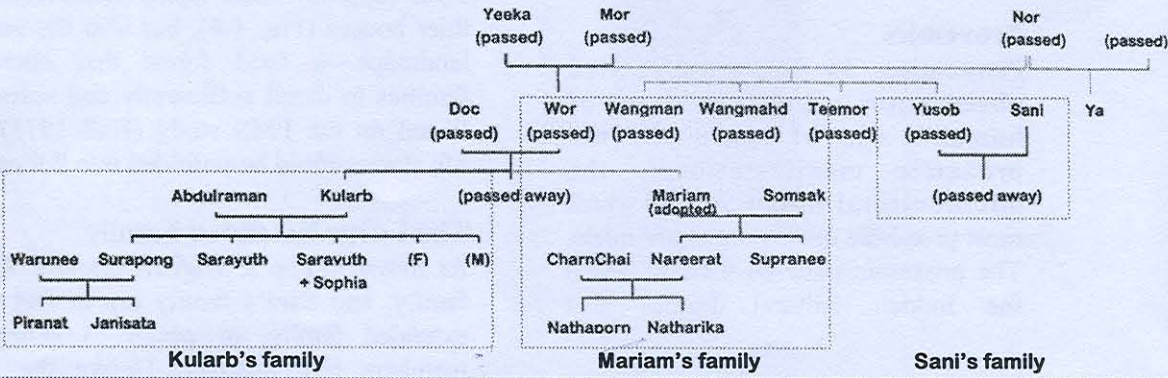 Yeeka Mor Nor
(passed) (passed) (passed) (passed)
Doc Wor Wangman Wangmahd Teemor Yusob Sani Ya
(passed) (passed) (passed) (passed) (passed) (passed)
Abdulraman Kularb (passed away) Mariam Somsak (passed away)
(adopted)
Warunee Surapong Sarayuth Saravuth (F) (M) CharnChai Nareerat Supranee
+ Sophia
Piranat Janisata Nathaporn Natharika
Kularb's family Mariam's family Sani's family